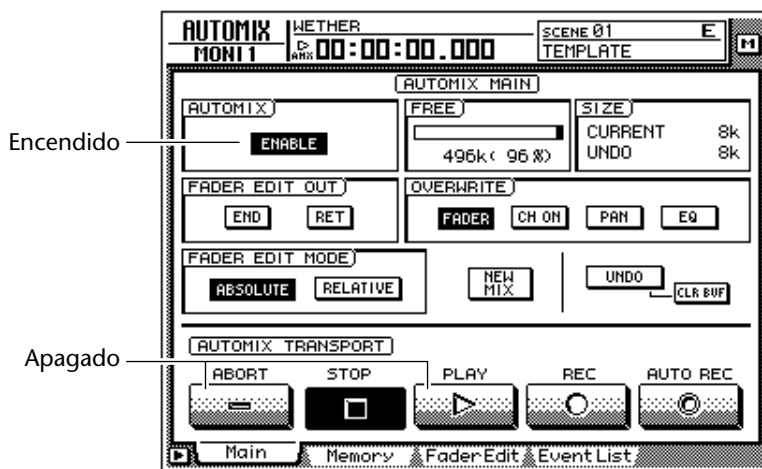 AUTOMIX WETHER SCENE 01 E
MONI 1 AMX 00:00:00.000 TEMPLATE M
AUTOMIX MAIN
AUTOMIX FREE SIZE
Encendido ENABLE CURRENT 8k
496k( 96%) UNDO 8k
FADER EDIT OUT OVERWRITE
END RET FADER CH ON PAN EQ
FADER EDIT MODE
ABSOLUTE RELATIVE NEW MIX UNDO CLR BUF
AUTOMIX TRANSPORT
Apagado
ABORT STOP PLAY REC AUTO REC
Main Memory Fader Edit Event List